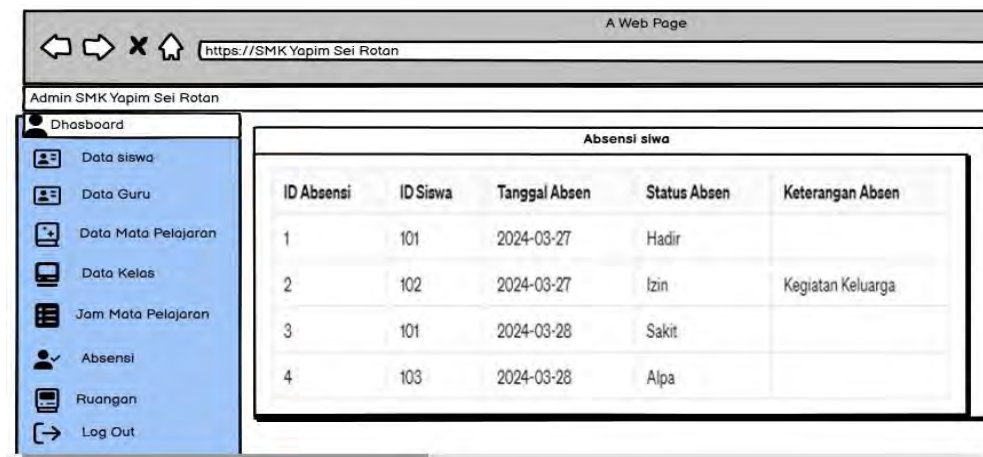 A Web Page
https://SMK Yapim Sei Rotan
Admin SMK Yapim Sei Rotan
Dhasboard
Data siswa
Data Guru
Data Mata Pelajaran
Data Kelas
Jam Mata Pelajaran
Absensi
Ruangan
Log Out
Absensi siwa
ID Absensi ID Siswa Tanggal Absen Status Absen Keterangan Absen
1 101 2024-03-27 Hadir
2 102 2024-03-27 Izin Kegiatan Keluarga
3 101 2024-03-28 Sakit
4 103 2024-03-28 Alpa